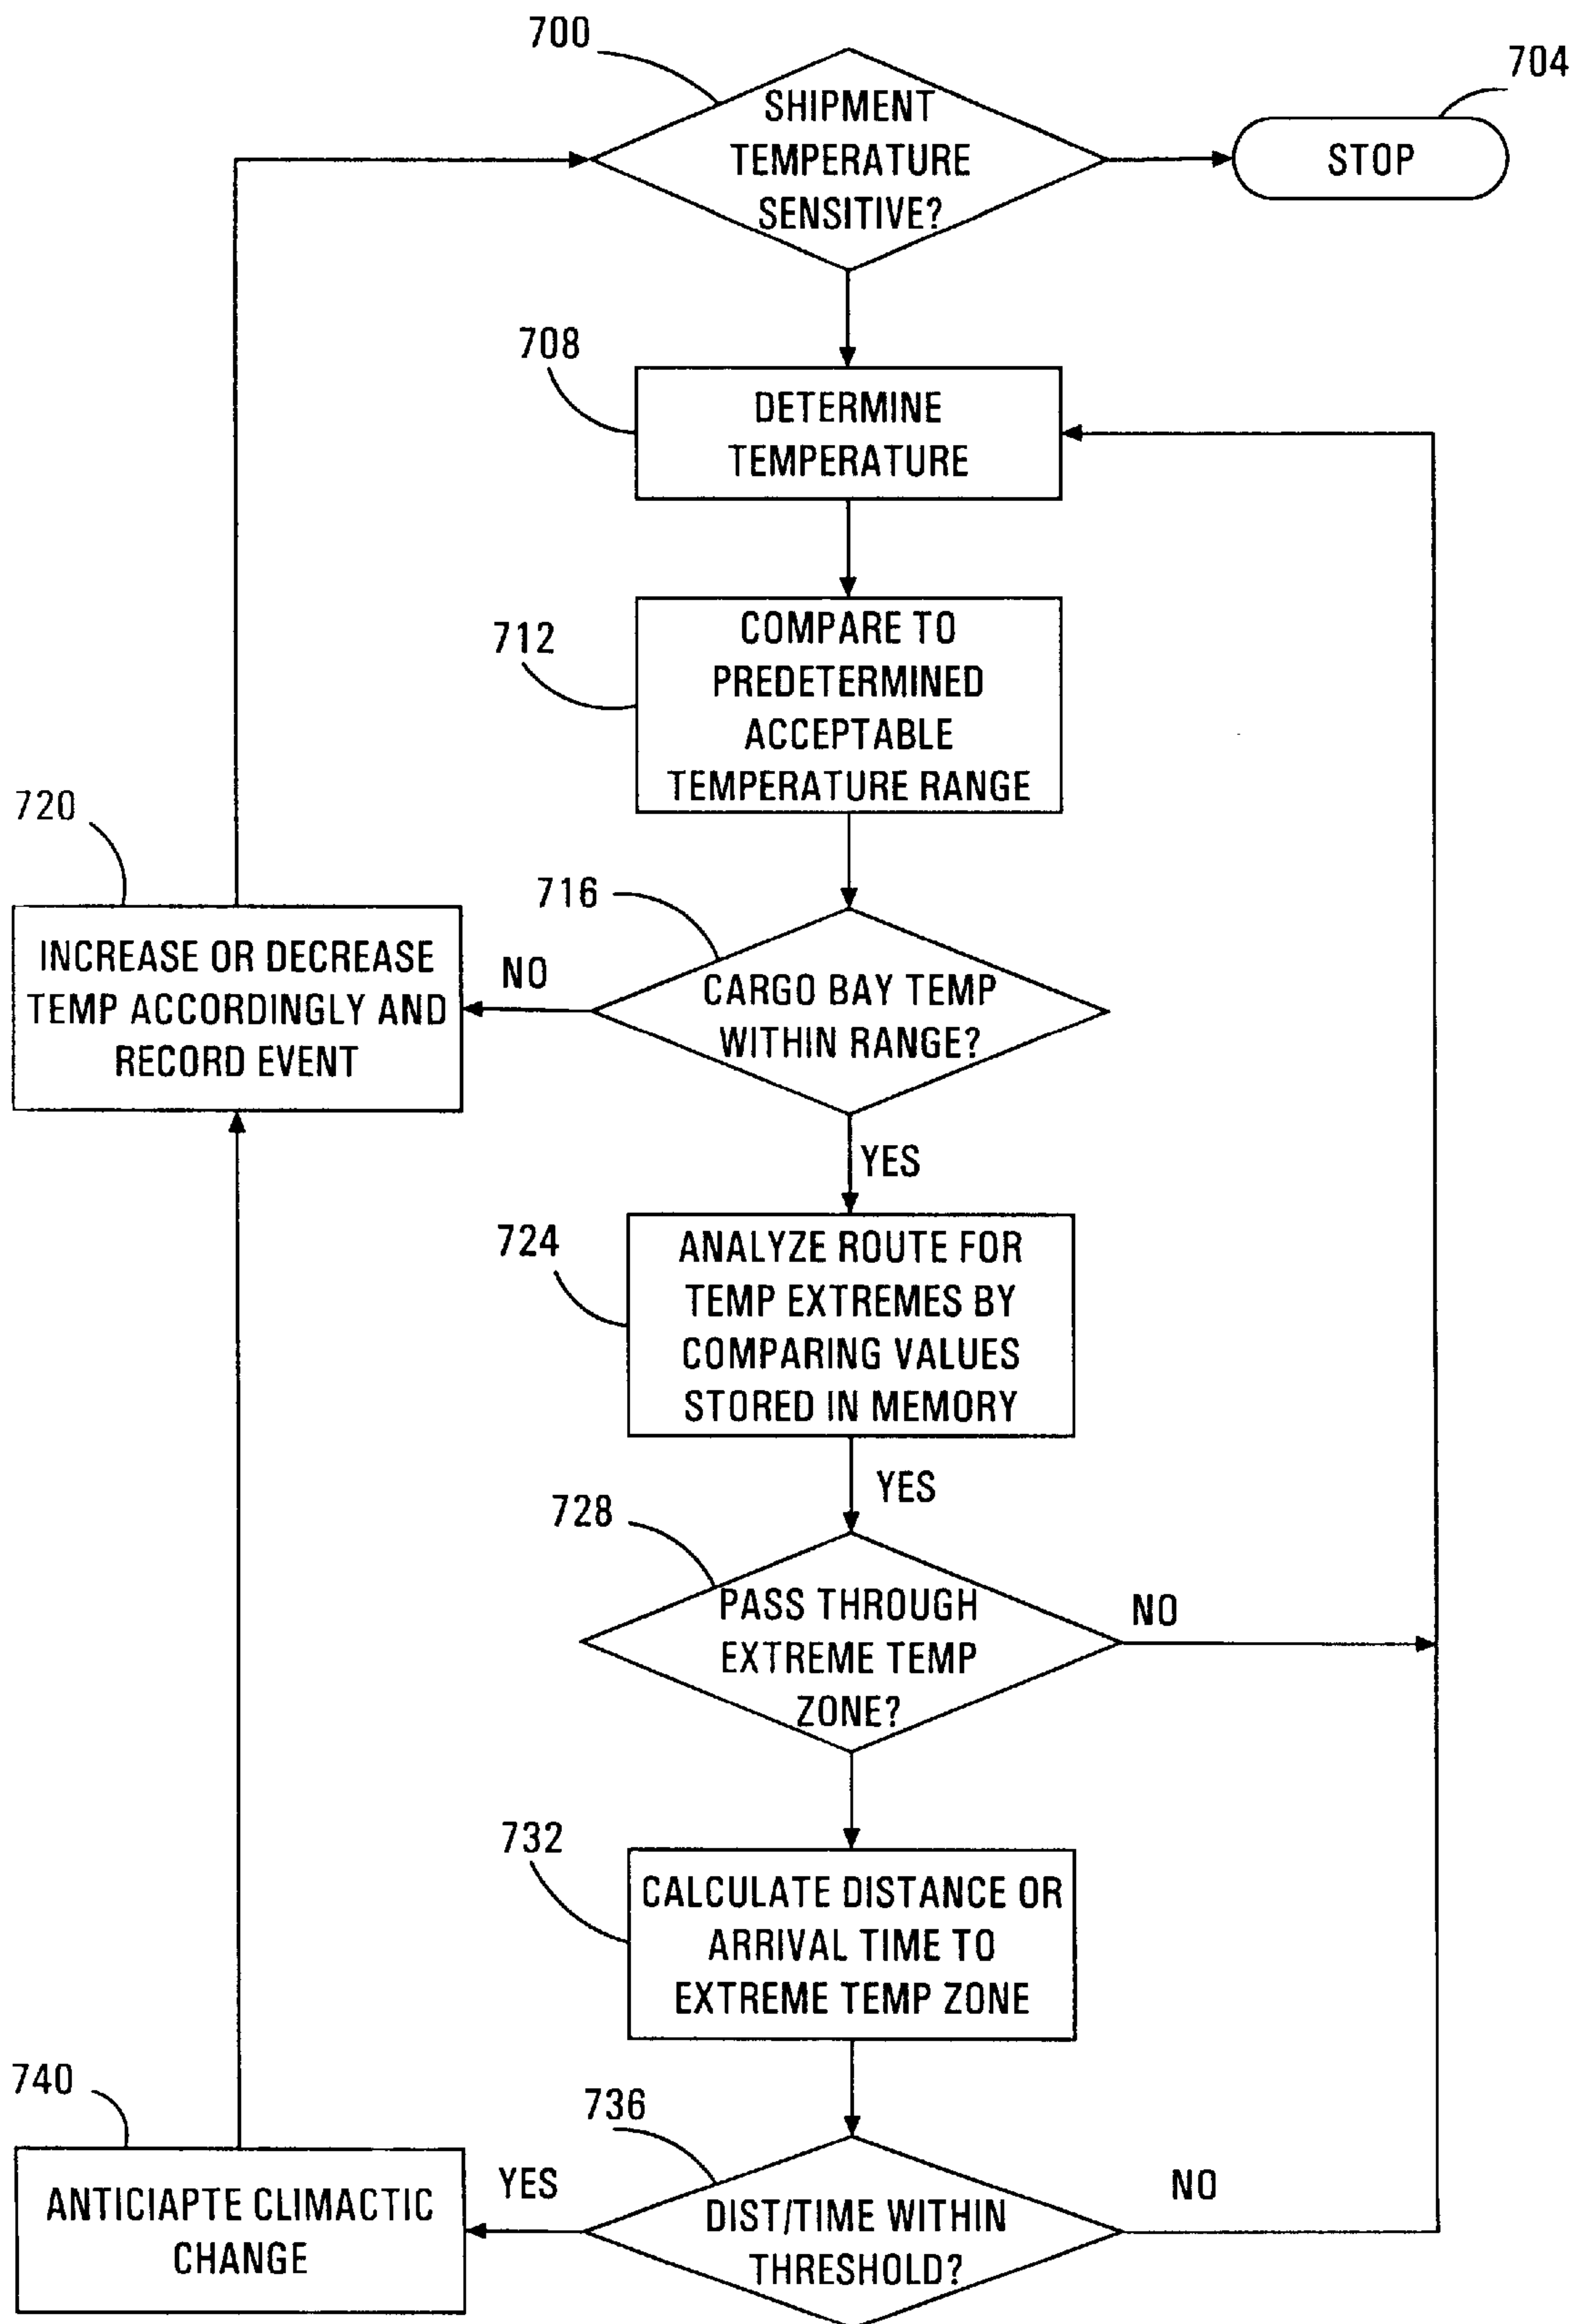 700
704
SHIPMENT
TEMPERATURE
SENSITIVE?
STOP
708
DETERMINE
TEMPERATURE
712
COMPARE TO
PREDETERMINED
ACCEPTABLE
TEMPERATURE RANGE
720
716
INCREASE OR DECREASE
TEMP ACCORDINGLY AND
RECORD EVENT
NO
CARGO BAY TEMP
WITHIN RANGE?
YES
724
ANALYZE ROUTE FOR
TEMP EXTREMES BY
COMPARING VALUES
STORED IN MEMORY
YES
728
PASS THROUGH
EXTREME TEMP
ZONE?
NO
732
CALCULATE DISTANCE OR
ARRIVAL TIME TO
EXTREME TEMP ZONE
740
736
ANTICIAPTE CLIMACTIC
CHANGE
YES
DIST/TIME WITHIN
THRESHOLD?
NO